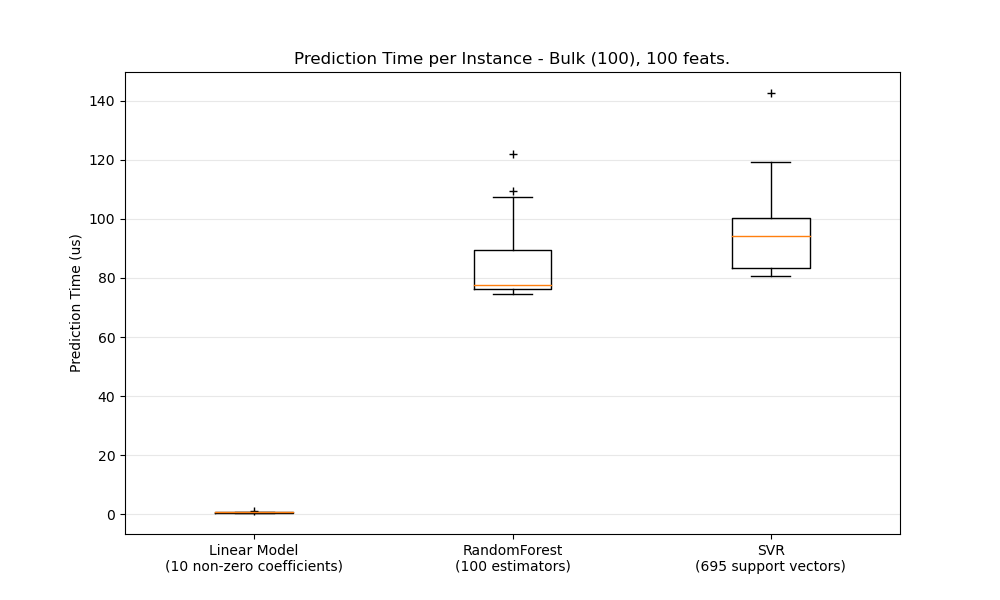 Prediction Time per Instance - Bulk (100), 100 feats.
Prediction Time (us)
140
120
100
80
60
40
20
0
Linear Model
(10 non-zero coefficients)
RandomForest
(100 estimators)
SVR
(695 support vectors)